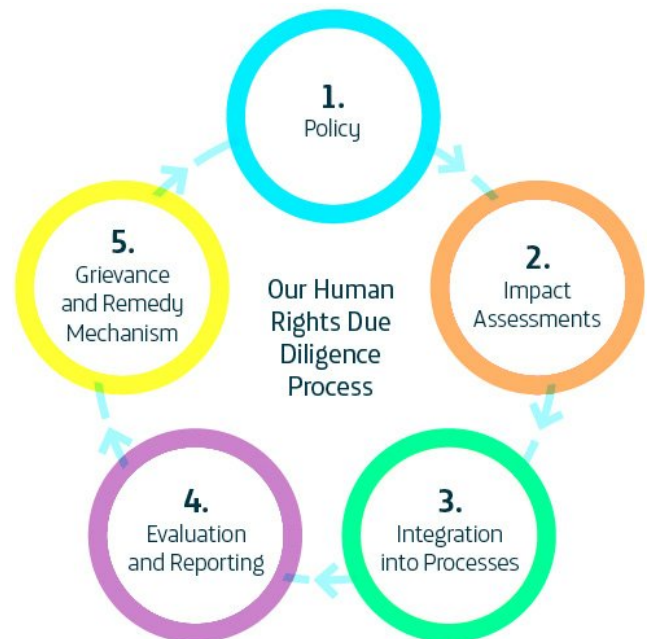 1.
Policy
2.
Impact
Assessments
3.
Integration
into Processes
4.
Evaluation
and Reporting
5.
Grievance
and Remedy
Mechanism
Our Human
Rights Due
Diligence
Process